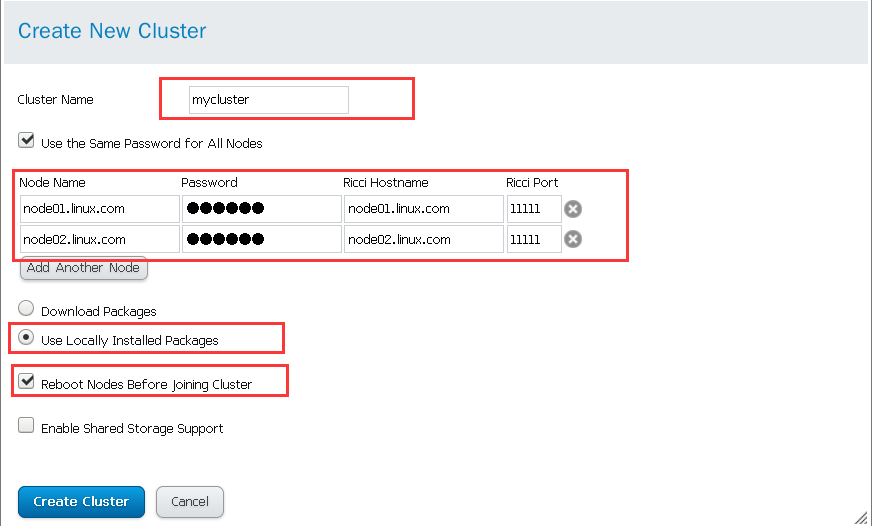 Create New Cluster
Cluster Name mycluster
Use the Same Password for All Nodes
Node Name Password Ricci Hostname Ricci Port
node01.linux.com ●●●●●● node01.linux.com 11111
node02.linux.com ●●●●●● node02.linux.com 11111
Add Another Node
Download Packages
Use Locally Installed Packages
Reboot Nodes Before Joining Cluster
Enable Shared Storage Support
Create Cluster Cancel